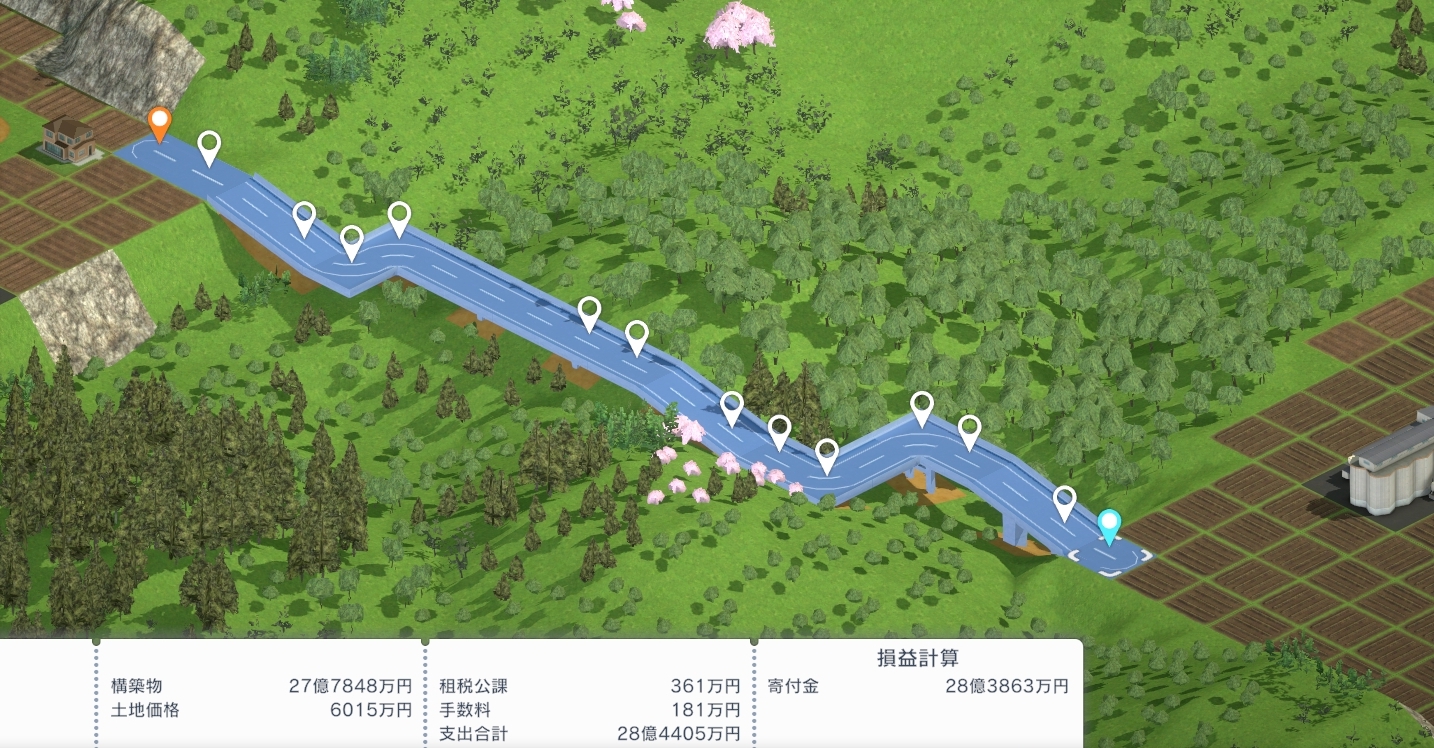 構築物 27億7848万円
土地価格 6015万円
租税公課 361万円
手数料 181万円
支出合計 28億4405万円
損益計算
寄付金 28億3863万円